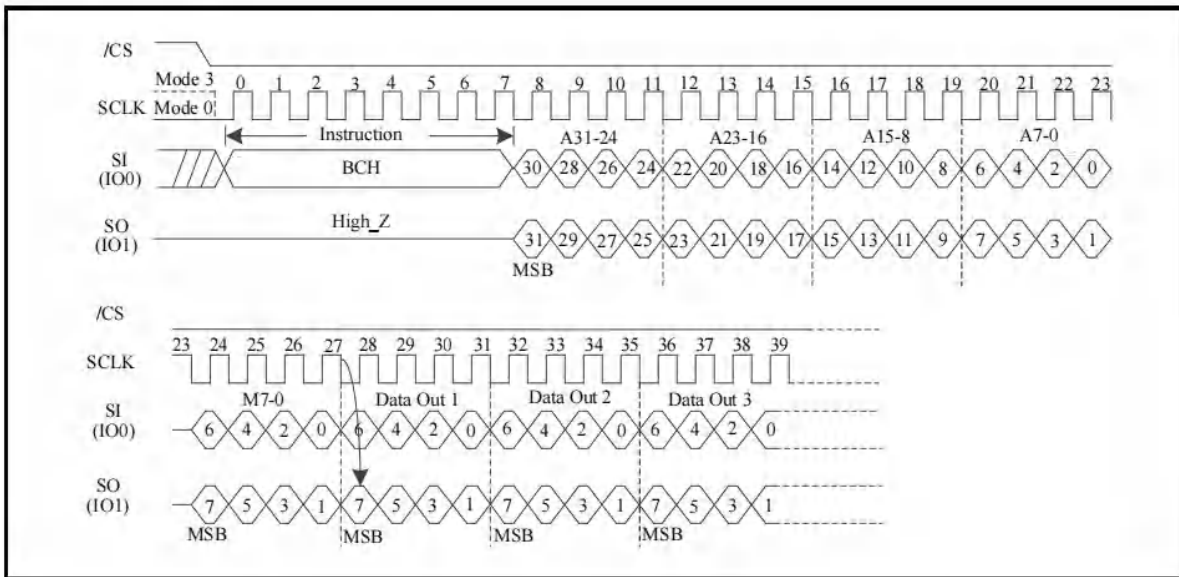 /CS
Mode 3 0 1 2 3 4 5 6 7 8 9 10 11 12 13 14 15 16 17 18 19 20 21 22 23
SCLK Mode 0
Instruction A31-24 A23-16 A15-8 A7-0
SI
(IO0)
BCH 30 28 26 24 22 20 18 16 14 12 10 8 6 4 2 0
High_Z
SO
(IO1)
31 29 27 25 23 21 19 17 15 13 11 9 7 5 3 1
MSB
/CS
23 24 25 26 27 28 29 30 31 32 33 34 35 36 37 38 39
SCLK
M7-0 Data Out 1 Data Out 2 Data Out 3
SI
(IO0)
6 4 2 0 6 4 2 0 6 4 2 0 6 4 2 0
SO
(IO1)
7 5 3 1 7 5 3 1 7 5 3 1 7 5 3 1
MSB MSB MSB MSB